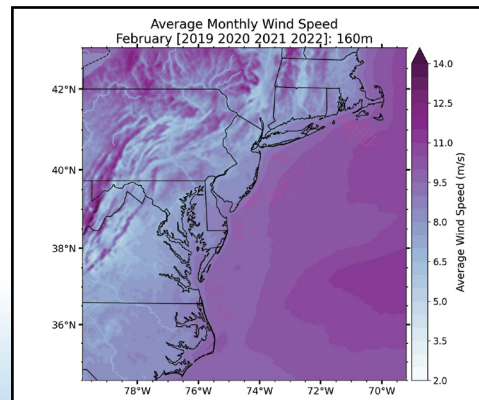 Average Monthly Wind Speed
February [2019 2020 2021 2022]: 160m
42°N
40°N
38°N
36°N
78°W 76°W 74°W 72°W 70°W
14.0
12.5
11.0
9.5
8.0
6.5
5.0
3.5
2.0
Average Wind Speed (m/s)